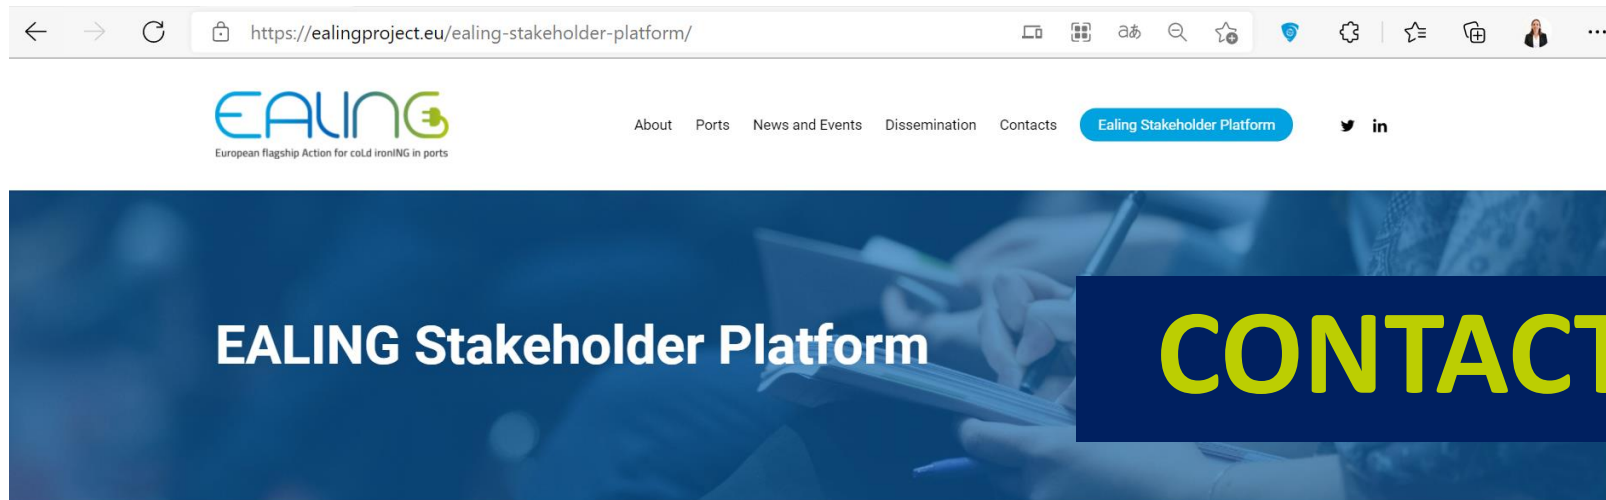 https://ealingproject.eu/ealing-stakeholder-platform/
EALING
European flagship Action for coLd ironING in ports
About Ports News and Events Dissemination Contacts Ealing Stakeholder Platform in
EALING Stakeholder Platform
CONTACT